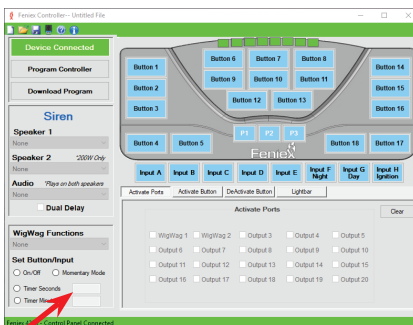 Feniex Controller-- Untitled File
Device Connected
Program Controller
Download Program
Siren
Speaker 1
None
Speaker 2 *200W Only
None
Audio *Plays on both speakers
None
Dual Delay
WigWag Functions
None
Set Button/Input
On/Off Momentary Mode
Timer Seconds
Timer Minut
Feniex 4200 - Control Panel Connected
Button 1
Button 2
Button 3
Button 4 Button 5
Button 6 Button 7 Button 8
Button 9 Button 10 Button 11
Button 12 Button 13
P1 P2 P3
Feniex
Button 14
Button 15
Button 16
Button 18 Button 17
Input A Input B Input C Input D Input E Input F Night Input G Day Input H Ignition
Activate Ports Activate Button DeActivate Button Lightbar
Activate Ports
Clear
WigWag 1 WigWag 2 Output 3 Output 4 Output 5
Output 6 Output 7 Output 8 Output 9 Output 10
Output 11 Output 12 Output 13 Output 14 Output 15
Output 16 Output 17 Output 18 Output 19 Output 20